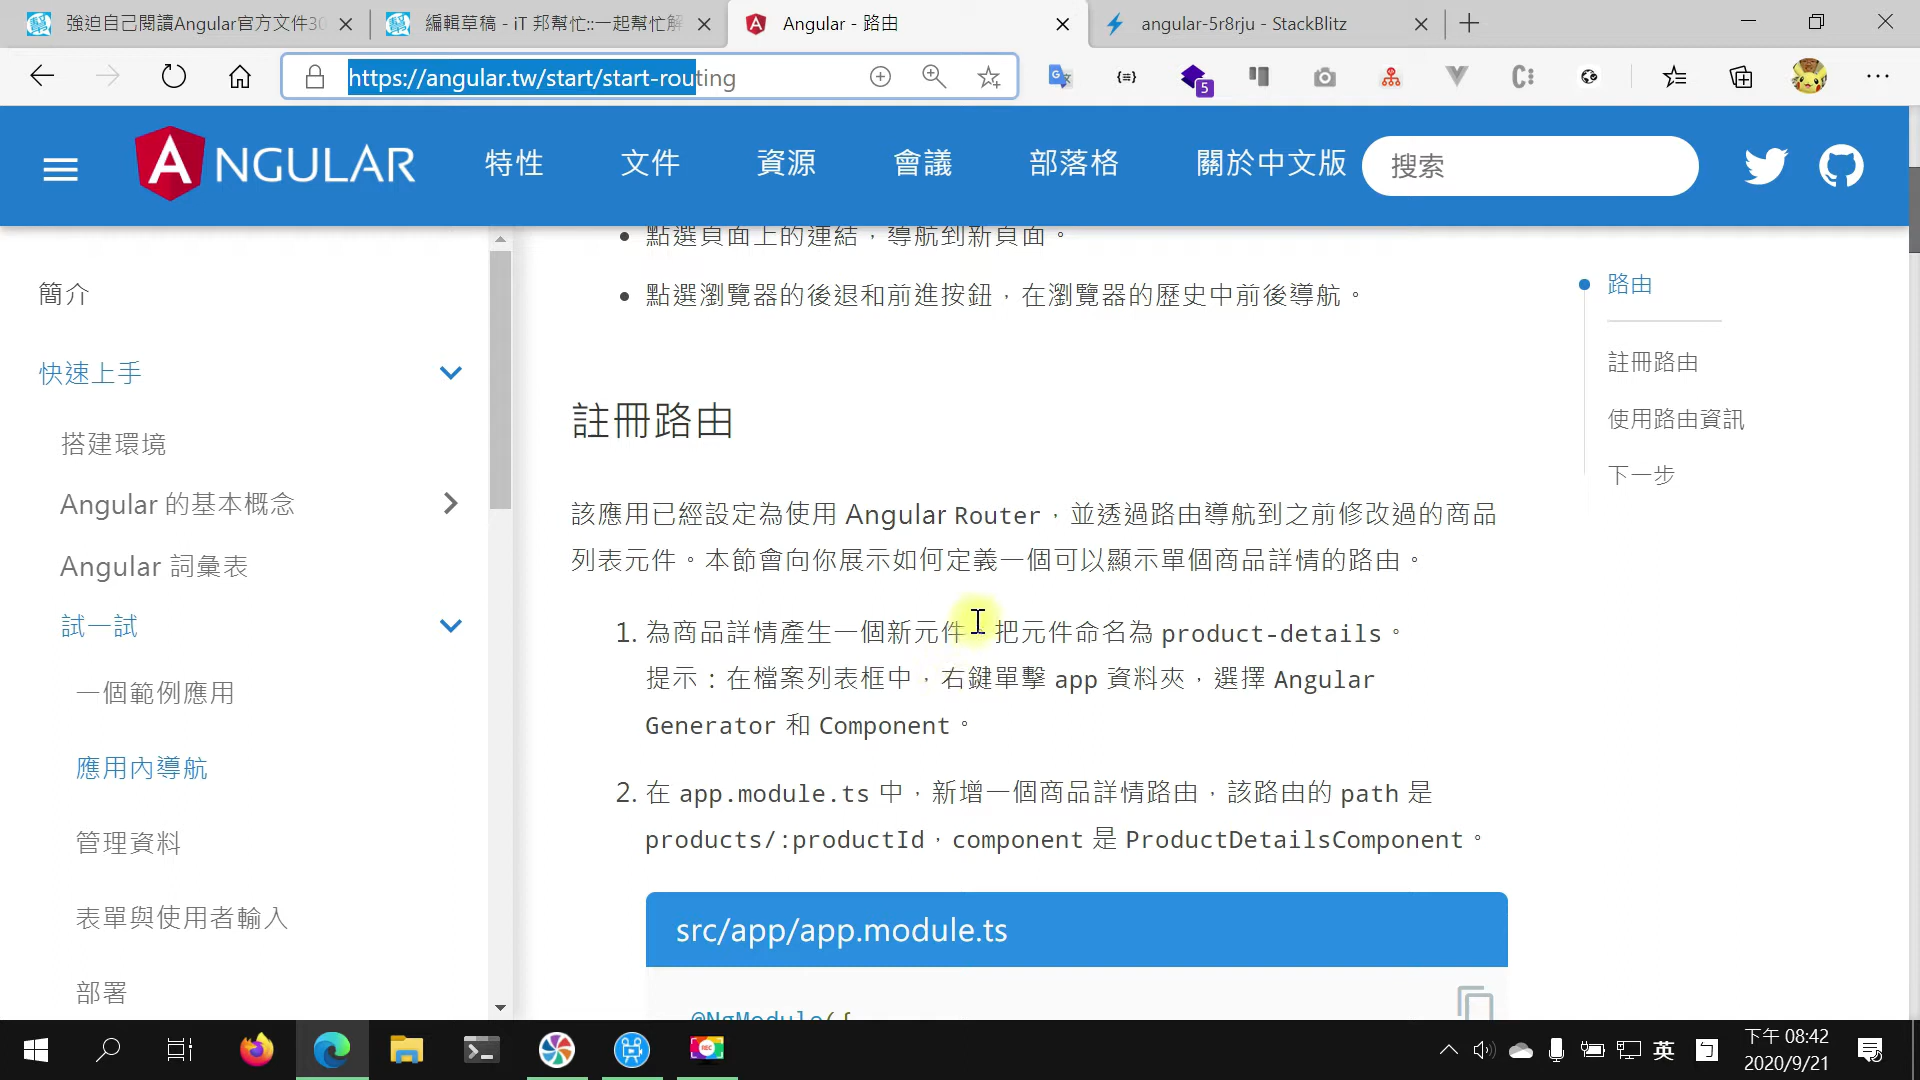 強迫自己閱讀Angular官方文件30
編輯草稿 - iT 邦幫忙::一起幫忙解
Angular - 路由
angular-5r8rju - StackBlitz
https://angular.tw/start/start-routing
5
ANGULAR
特性
文件
資源
會議
部落格
關於中文版
搜索
簡介
快速上手
搭建環境
Angular 的基本概念
Angular 詞彙表
試一試
一個範例應用
應用內導航
管理資料
表單與使用者輸入
部署
點選頁面上的連結，導航到新頁面。
點選瀏覽器的後退和前進按鈕，在瀏覽器的歷史中前後導航。
註冊路由
該應用已經設定為使用 Angular Router，並透過路由導航到之前修改過的商品
列表元件。本節會向你展示如何定義一個可以顯示單個商品詳情的路由。
1. 為商品詳情產生一個新元件。把元件命名為 product-details。
提示：在檔案列表框中，右鍵單擊 app 資料夾，選擇 Angular
Generator 和 Component。
2. 在 app.module.ts 中，新增一個商品詳情路由，該路由的 path 是
products/:productId，component 是 ProductDetailsComponent。
src/app/app.module.ts
@NgModule({
路由
註冊路由
使用路由資訊
下一步
REC
英
下午 08:42
2020/9/21